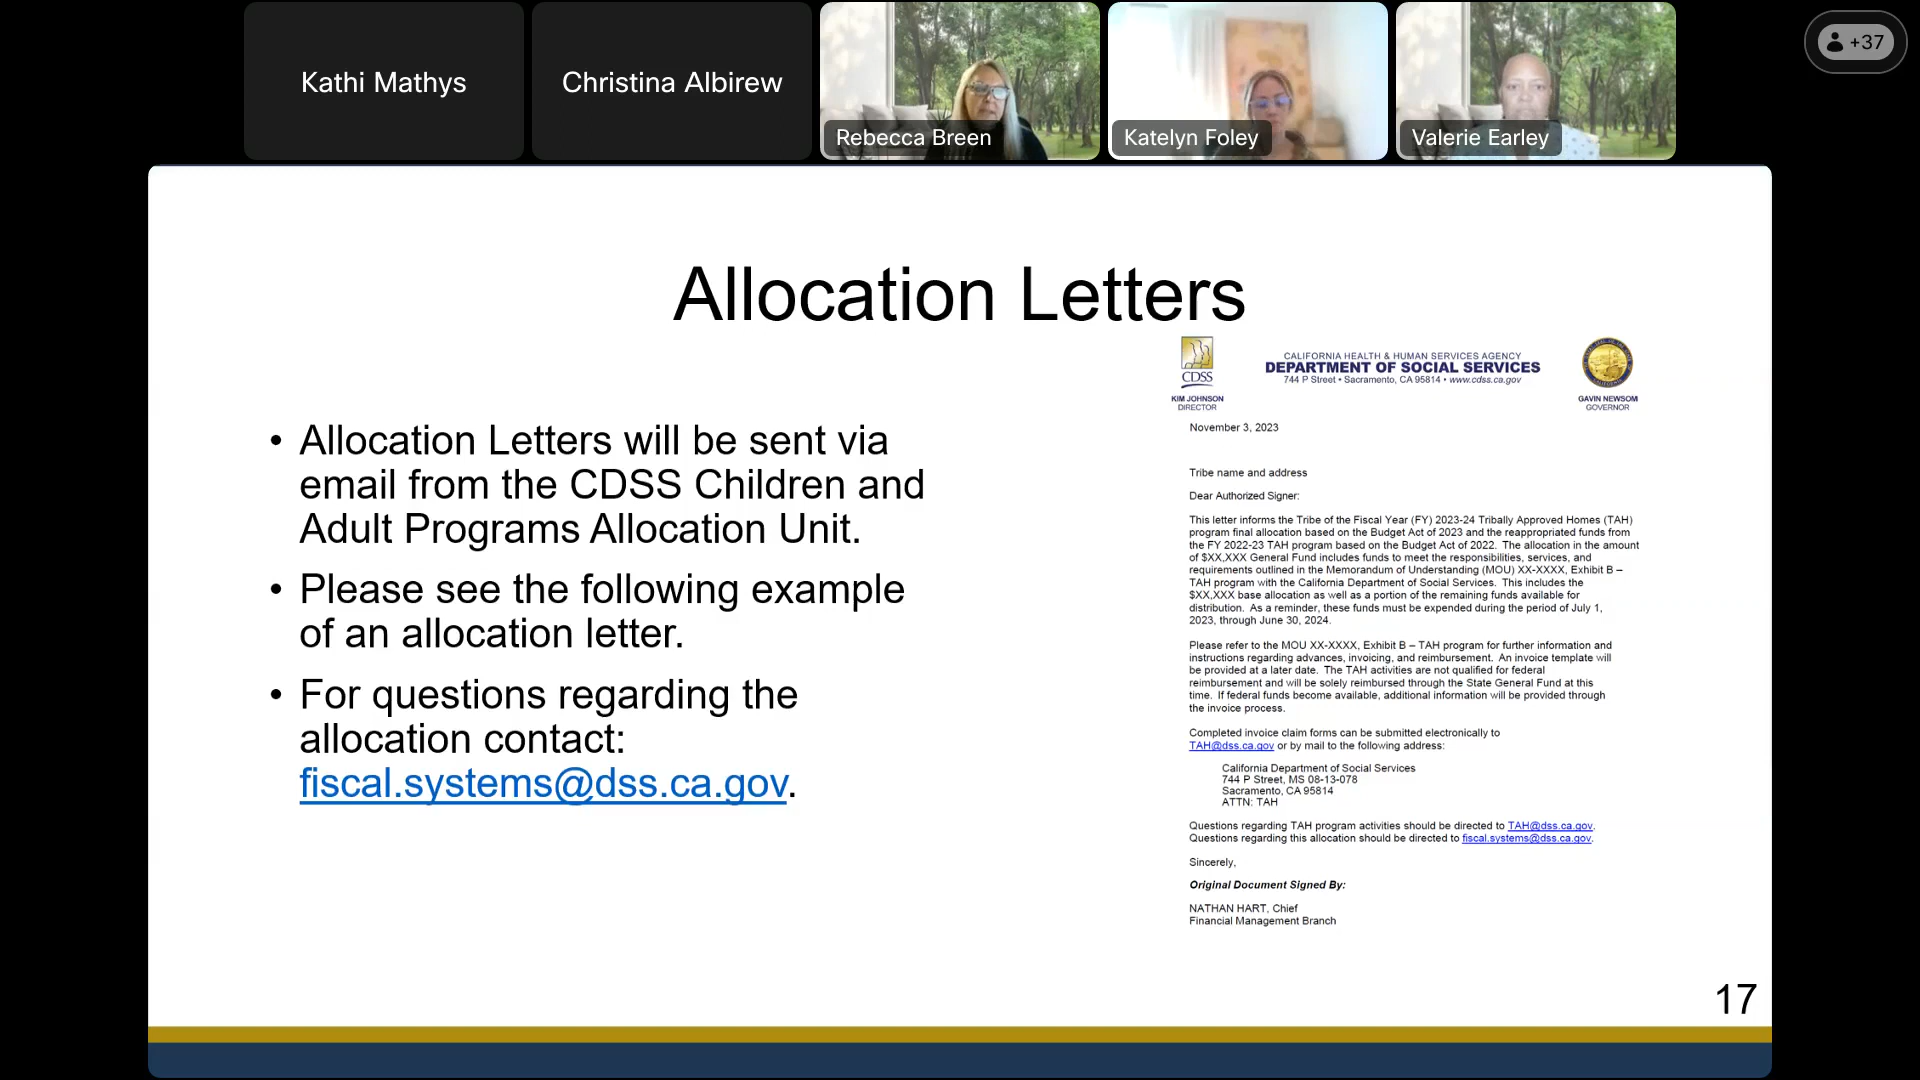 Kathi Mathys
Christina Albirew
Rebecca Breen
Katelyn Foley
Valerie Earley
+37
Allocation Letters
• Allocation Letters will be sent via
email from the CDSS Children and
Adult Programs Allocation Unit.
• Please see the following example
of an allocation letter.
• For questions regarding the
allocation contact:
fiscal.systems@dss.ca.gov.
CDSS
KIM JOHNSON
DIRECTOR
CALIFORNIA HEALTH & HUMAN SERVICES AGENCY
DEPARTMENT OF SOCIAL SERVICES
744 P Street • Sacramento, CA 95814 • www.cdss.ca.gov
GAVIN NEWSOM
GOVERNOR
November 3, 2023
Tribe name and address
Dear Authorized Signer:
This letter informs the Tribe of the Fiscal Year (FY) 2023-24 Tribally Approved Homes (TAH)
program final allocation based on the Budget Act of 2023 and the reappropriated funds from
the FY 2022-23 TAH program based on the Budget Act of 2022. The allocation in the amount
of $XX,XXX General Fund includes funds to meet the responsibilities, services, and
requirements outlined in the Memorandum of Understanding (MOU) XX-XXXX, Exhibit B –
TAH program with the California Department of Social Services. This includes the
$XX,XXX base allocation as well as a portion of the remaining funds available for
distribution. As a reminder, these funds must be expended during the period of July 1,
2023, through June 30, 2024.
Please refer to the MOU XX-XXXX, Exhibit B – TAH program for further information and
instructions regarding advances, invoicing, and reimbursement. An invoice template will
be provided at a later date. The TAH activities are not qualified for federal
reimbursement and will be solely reimbursed through the State General Fund at this
time. If federal funds become available, additional information will be provided through
the invoice process.
Completed invoice claim forms can be submitted electronically to
TAH@dss.ca.gov or by mail to the following address:
California Department of Social Services
744 P Street, MS 08-13-078
Sacramento, CA 95814
ATTN: TAH
Questions regarding TAH program activities should be directed to TAH@dss.ca.gov.
Questions regarding this allocation should be directed to fiscal.systems@dss.ca.gov.
Sincerely,
Original Document Signed By:
NATHAN HART, Chief
Financial Management Branch
17